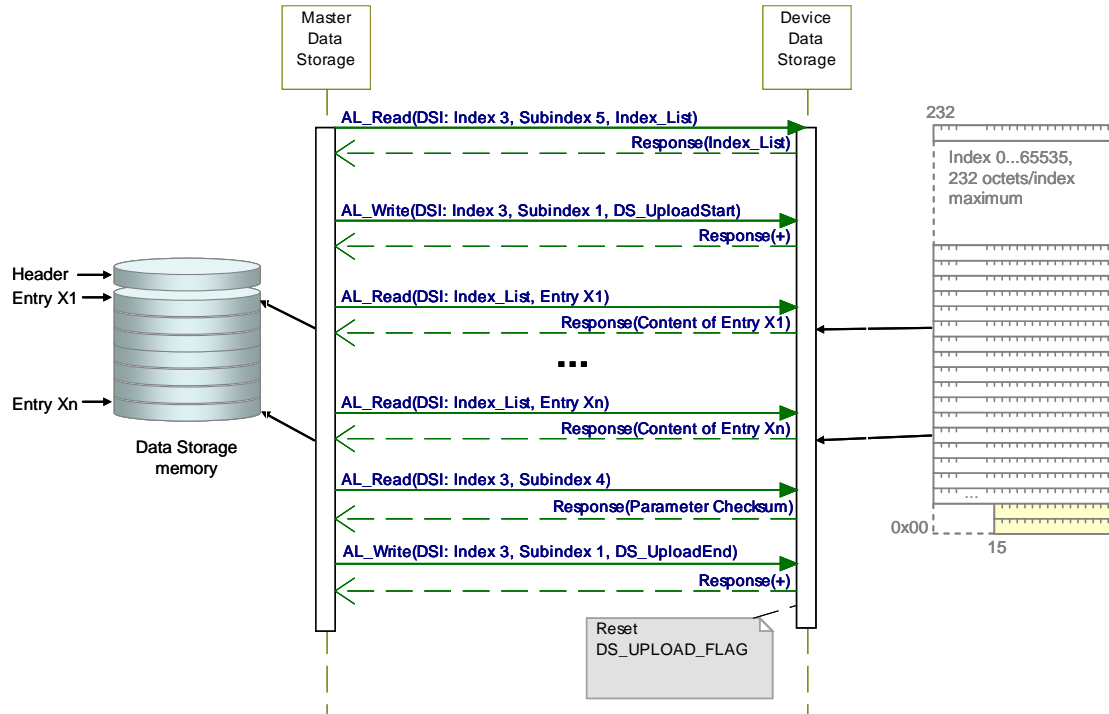 Master
Data
Storage
Device
Data
Storage
AL_Read(DSI: Index 3, Subindex 5, Index_List)
Response(Index_List)
232
Index 0...65535,
232 octets/index
maximum
AL_Write(DSI: Index 3, Subindex 1, DS_UploadStart)
Response(+)
Header
Entry X1
AL_Read(DSI: Index_List, Entry X1)
Response(Content of Entry X1)
...
Entry Xn
AL_Read(DSI: Index_List, Entry Xn)
Response(Content of Entry Xn)
Data Storage
memory
AL_Read(DSI: Index 3, Subindex 4)
Response(Parameter Checksum)
...
0x00
15
AL_Write(DSI: Index 3, Subindex 1, DS_UploadEnd)
Response(+)
Reset
DS_UPLOAD_FLAG